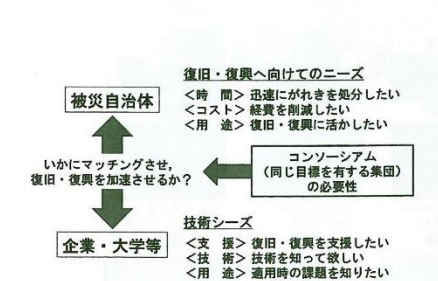 復旧・復興へ向けてのニーズ
被災自治体
＜時　間＞ 迅速にがれきを処分したい
＜コスト＞ 経費を削減したい
＜用　途＞ 復旧・復興に活かしたい
いかにマッチングさせ，
復旧・復興を加速させるか？
コンソーシアム
（同じ目標を有する集団）
の必要性
技術シーズ
企業・大学等
＜支　援＞ 復旧・復興を支援したい
＜技　術＞ 技術を知って欲しい
＜用　途＞ 適用時の課題を知りたい